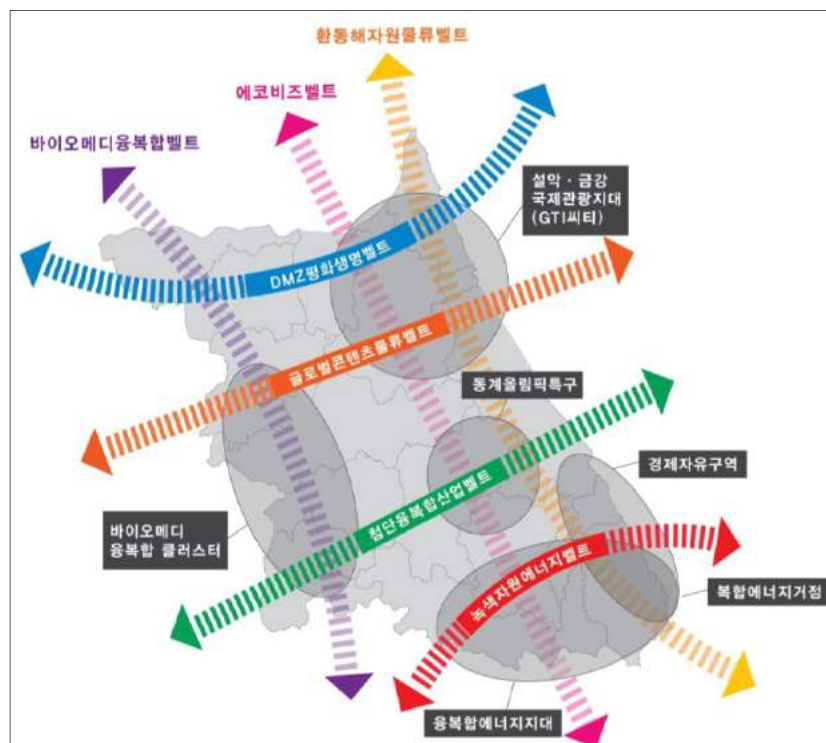 환동해자원물류벨트
에코비즈벨트
바이오메디융복합벨트
설악·금강
국제관광지대
(GTI씨티)
DMZ평화생명벨트
글로벌콘텐츠물류벨트
동계올림픽특구
경제자유구역
첨단융복합산업벨트
바이오메디
융복합 클러스터
녹색자원에너지벨트
복합에너지거점
융복합에너지지대